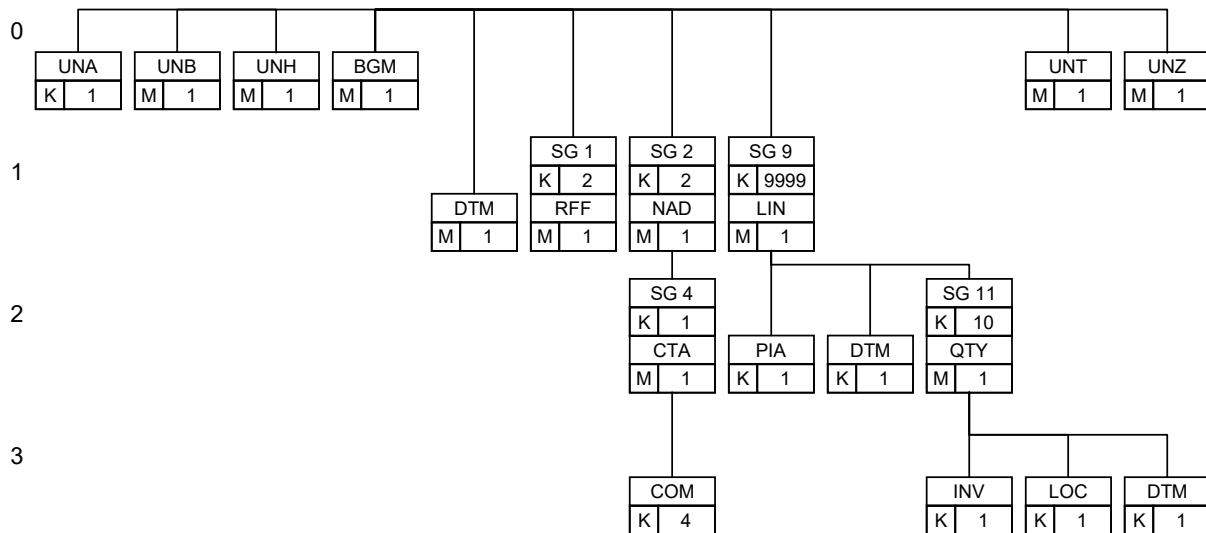 0
UNA UNB UNH BGM UNT UNZ
K 1 M 1 M 1 M 1 M 1 M 1
SG 1 SG 2 SG 9
1
K 2 K 2 K 9999
DTM RFF NAD LIN
M 1 M 1 M 1 M 1
SG 4 SG 11
2
K 1 K 10
CTA PIA DTM QTY
M 1 K 1 K 1 M 1
3
COM INV LOC DTM
K 4 K 1 K 1 K 1